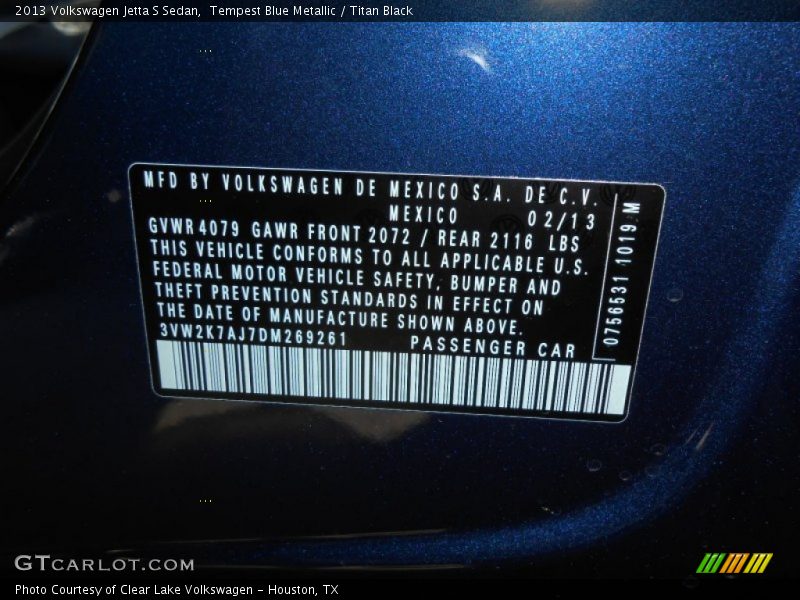 2013 Volkswagen Jetta S Sedan,  Tempest Blue Metallic / Titan Black
MFD BY VOLKSWAGEN DE MEXICO S.A. DE C.V.
MEXICO 02/13
GVWR 4079 GAWR FRONT 2072 / REAR 2116 LBS
THIS VEHICLE CONFORMS TO ALL APPLICABLE U.S.
FEDERAL MOTOR VEHICLE SAFETY, BUMPER AND
THEFT PREVENTION STANDARDS IN EFFECT ON
THE DATE OF MANUFACTURE SHOWN ABOVE.
3VW2K7AJ7DM269261 PASSENGER CAR
0756531 1019 M
GTCARLOT.COM
Photo Courtesy of Clear Lake Volkswagen - Houston, TX